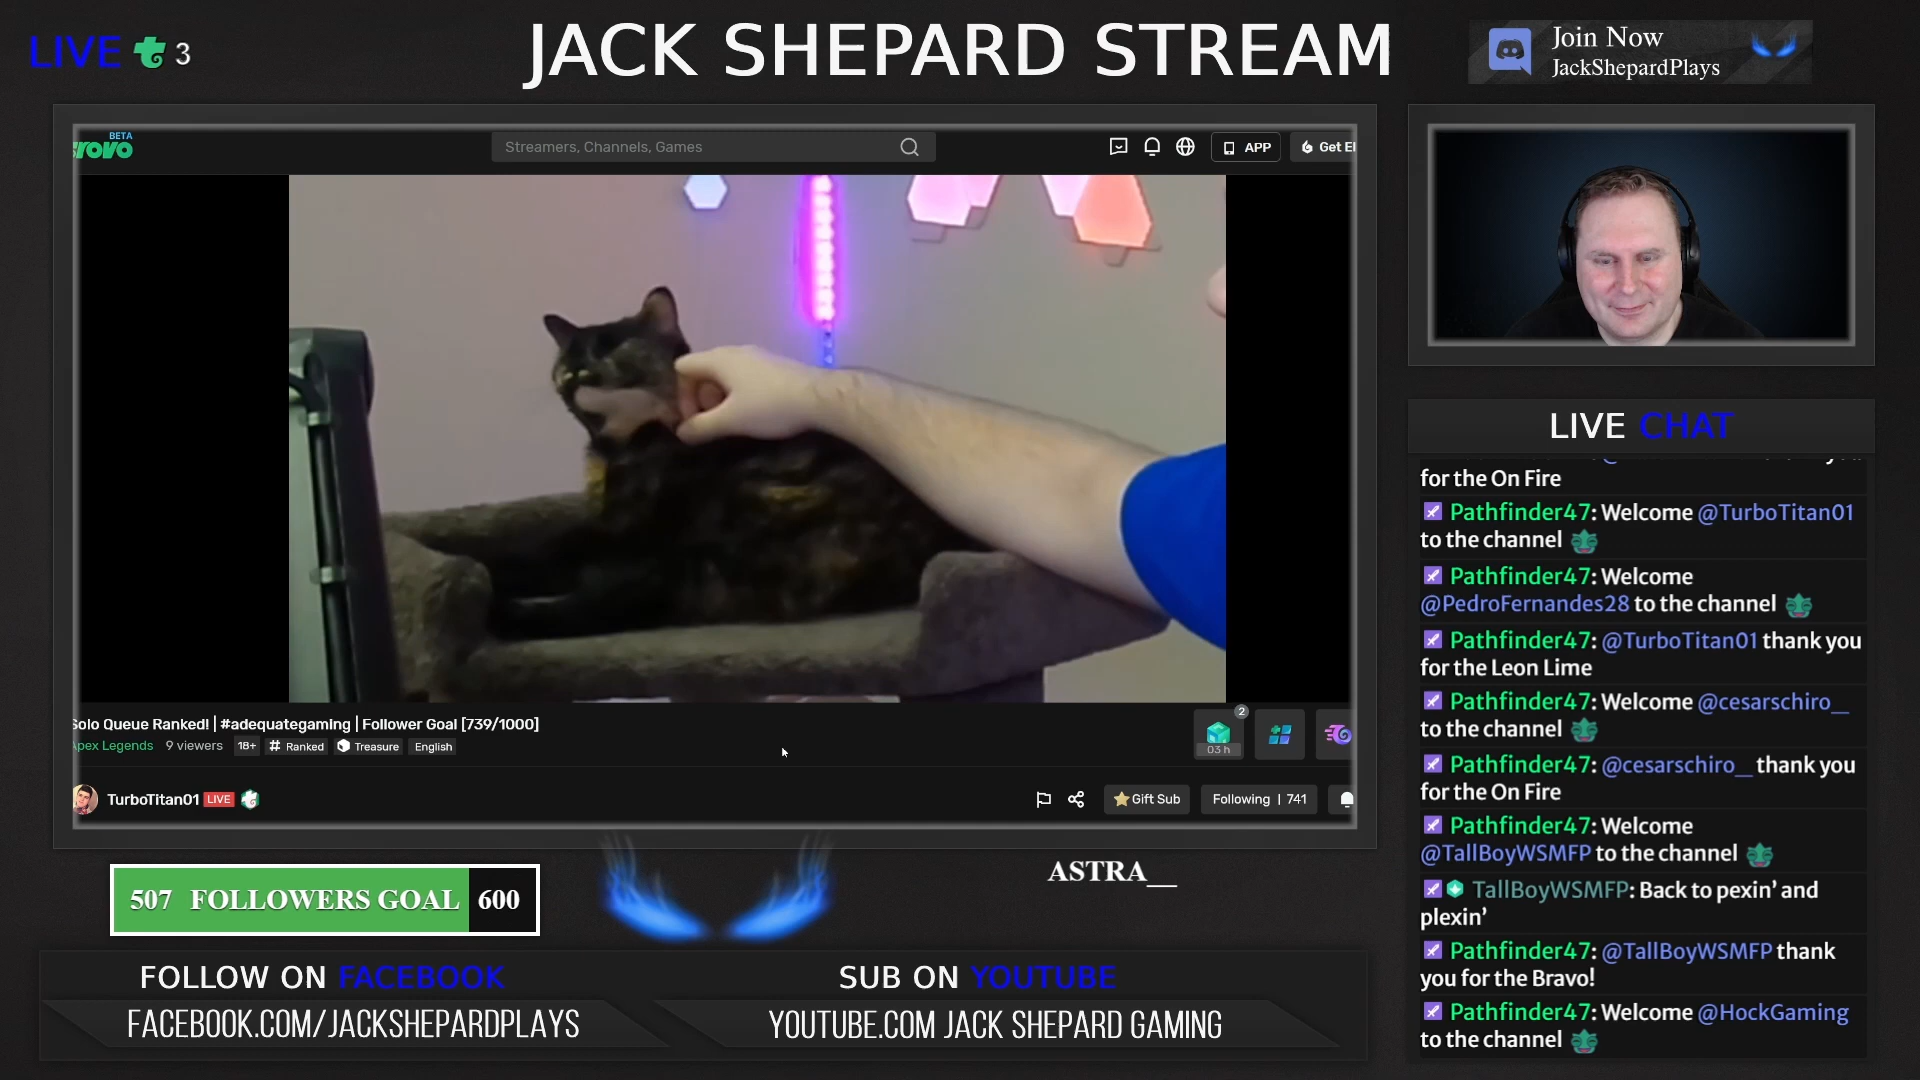 LIVE 3
JACK SHEPARD STREAM
Join Now
JackShepardPlays
BETA
Streamers, Channels, Games
APP
Get El
Solo Queue Ranked! | #adequategaming | Follower Goal [739/1000]
Apex Legends 9 viewers 18+ # Ranked Treasure English
2
03 h
TurboTitan01 LIVE
Gift Sub
Following | 741
507 FOLLOWERS GOAL 600
ASTRA__
FOLLOW ON FACEBOOK
FACEBOOK.COM/JACKSHEPARDPLAYS
SUB ON YOUTUBE
YOUTUBE.COM JACK SHEPARD GAMING
LIVE CHAT
for the On Fire
Pathfinder47: Welcome @TurboTitan01
to the channel
Pathfinder47: Welcome
@PedroFernandes28 to the channel
Pathfinder47: @TurboTitan01 thank you
for the Leon Lime
Pathfinder47: Welcome @cesarschiro__
to the channel
Pathfinder47: @cesarschiro__ thank you
for the On Fire
Pathfinder47: Welcome
@TallBoyWSMFP to the channel
TallBoyWSMFP: Back to pexin’ and
plexin’
Pathfinder47: @TallBoyWSMFP thank
you for the Bravo!
Pathfinder47: Welcome @HockGaming
to the channel